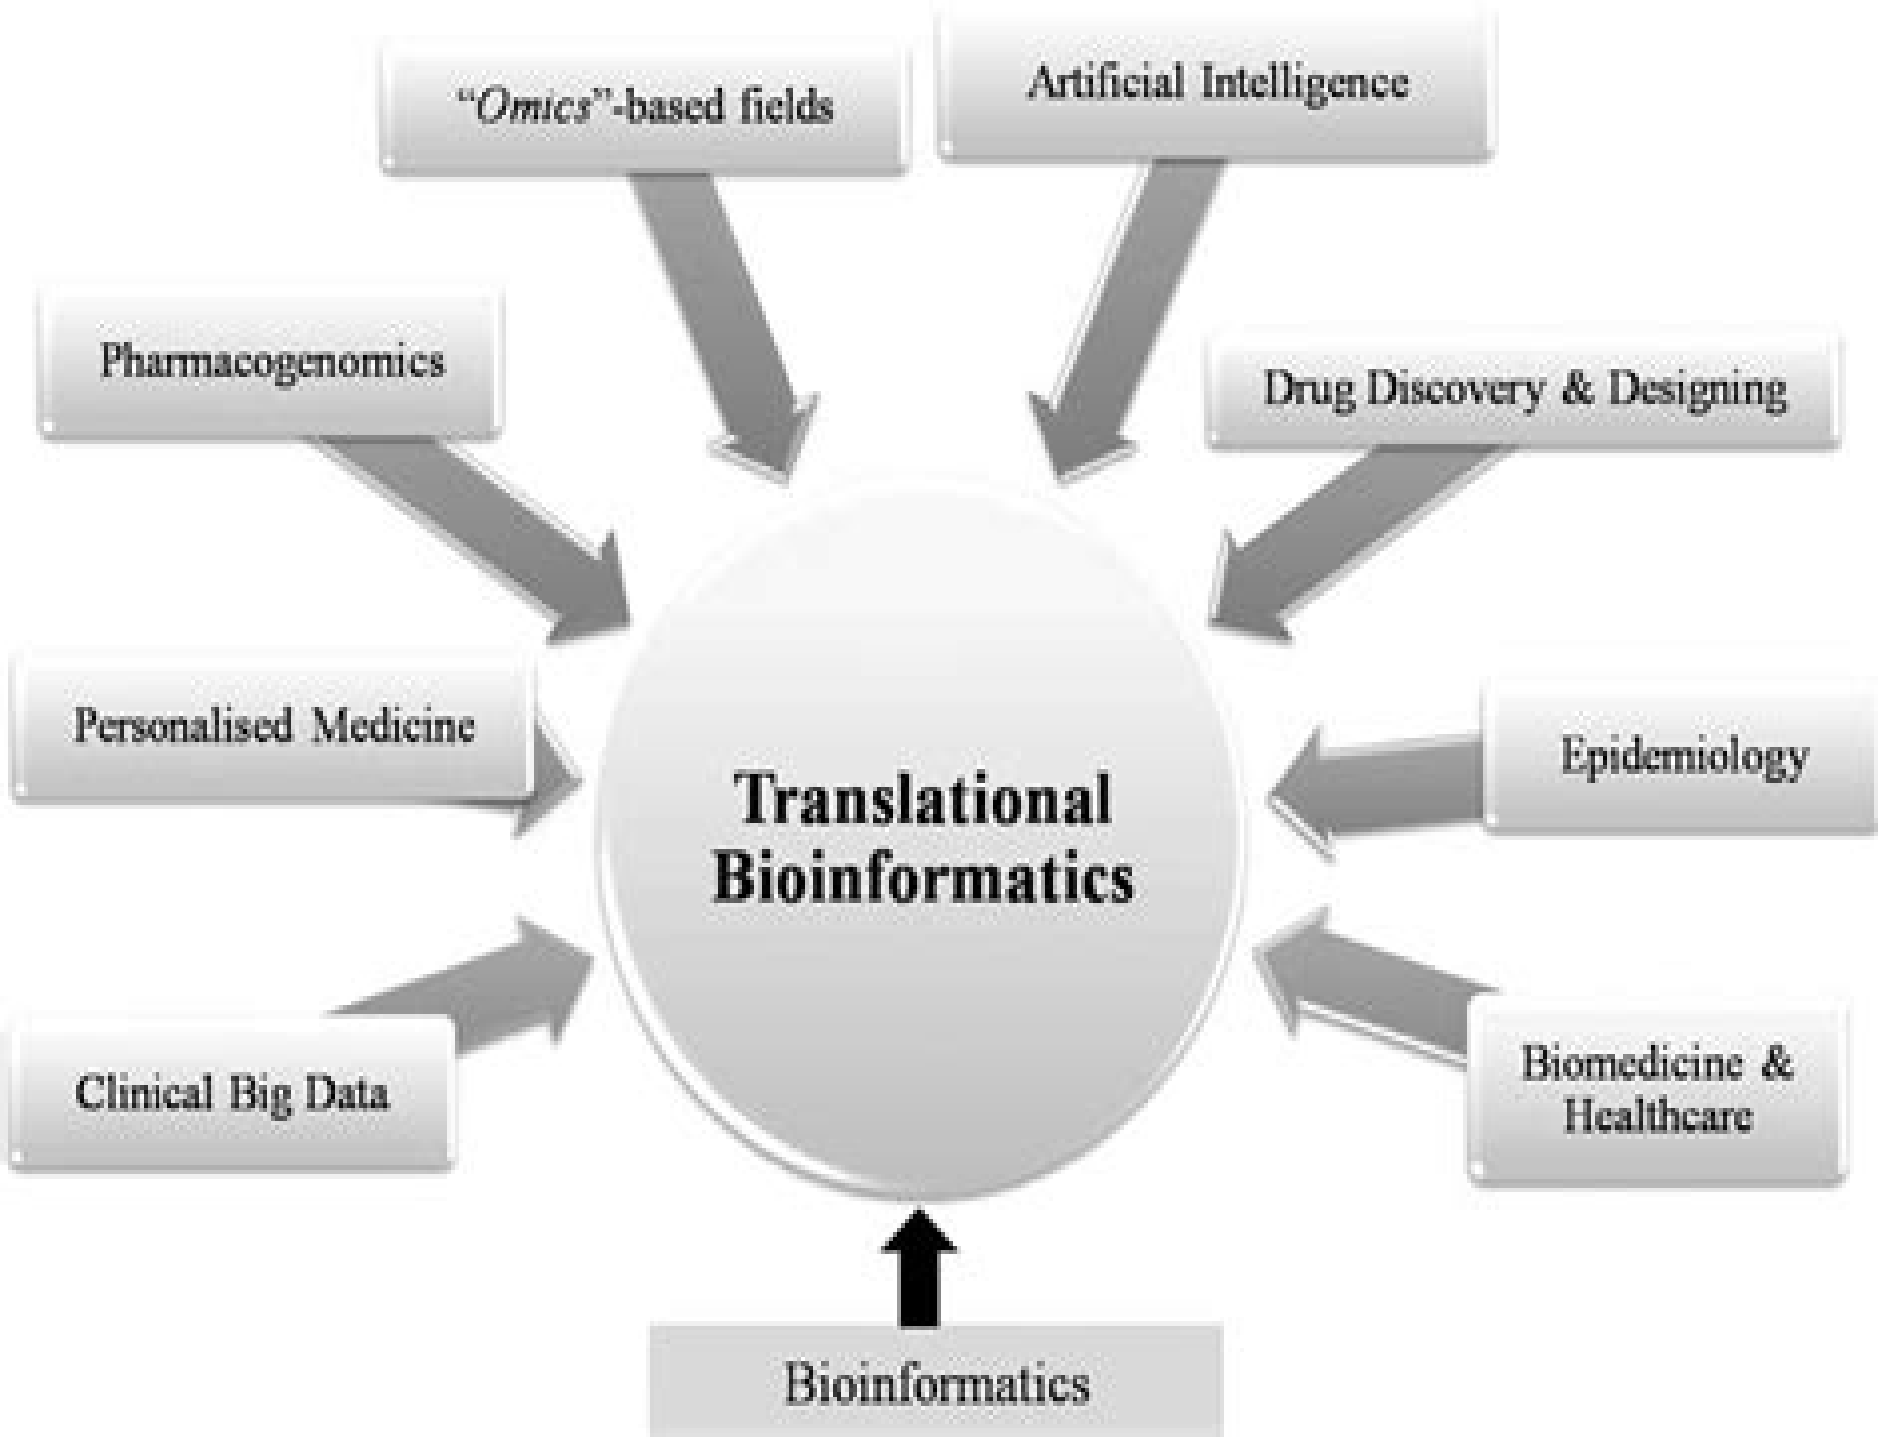 “Omics”-based fields
Artificial Intelligence
Pharmacogenomics
Drug Discovery & Designing
Personalised Medicine
Epidemiology
Translational
Bioinformatics
Clinical Big Data
Biomedicine &
Healthcare
Bioinformatics